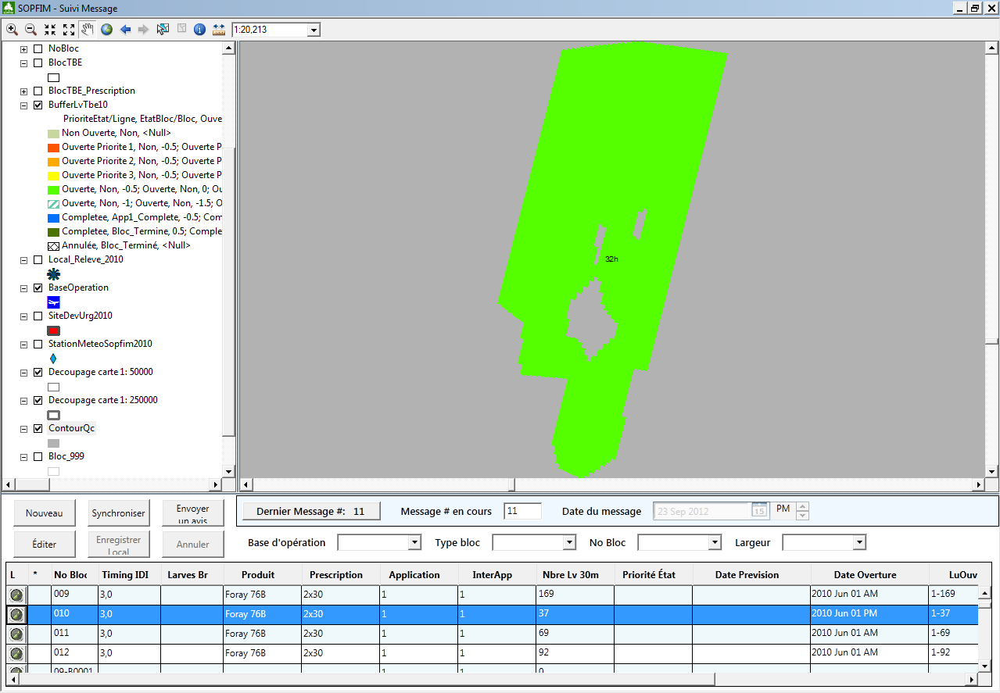 SOPFIM - Suivi Message
1:20,213
NoBloc
BlocTBE
BlocTBE_Prescription
BufferLvTbe10
PrioriteEtat/Ligne, EtatBloc/Bloc, Ouve
Non Ouverte, Non, <Null>
Ouverte Priorite 1, Non, -0.5; Ouverte P
Ouverte Priorite 2, Non, -0.5; Ouverte P
Ouverte Priorite 3, Non, -0.5; Ouverte P
Ouverte, Non, -0.5; Ouverte, Non, 0; Ou
Ouverte, Non, -1; Ouverte, Non, -1.5; O
Completee, App1_Complete, -0.5; Com
Completee, Bloc_Termine, 0.5; Comple
Annulée, Bloc_Terminé, <Null>
Local_Releve_2010
BaseOperation
SiteDevUrg2010
StationMeteoSopfim2010
Decoupage carte 1: 50000
Decoupage carte 1: 250000
ContourQc
Bloc_999
32h
Nouveau Synchroniser Envoyer un avis
Éditer Enregistrer Local Annuler
Dernier Message #: 11 Message # en cours 11 Date du message 23 Sep 2012 15 PM
Base d'opération Type bloc No Bloc Largeur
L * No Bloc Timing IDI Larves Br Produit Prescription Application InterApp Nbre Lv 30m Priorité État Date Prevision Date Overture LuOuv
009 3,0 Foray 76B 2x30 1 1 169 2010 Jun 01 AM 1-169
010 3,0 Foray 76B 2x30 1 1 37 2010 Jun 01 PM 1-37
011 3,0 Foray 76B 2x30 1 1 69 2010 Jun 01 AM 1-69
012 3,0 Foray 76B 2x30 1 1 92 2010 Jun 01 AM 1-92
09-B0001 1 1 0